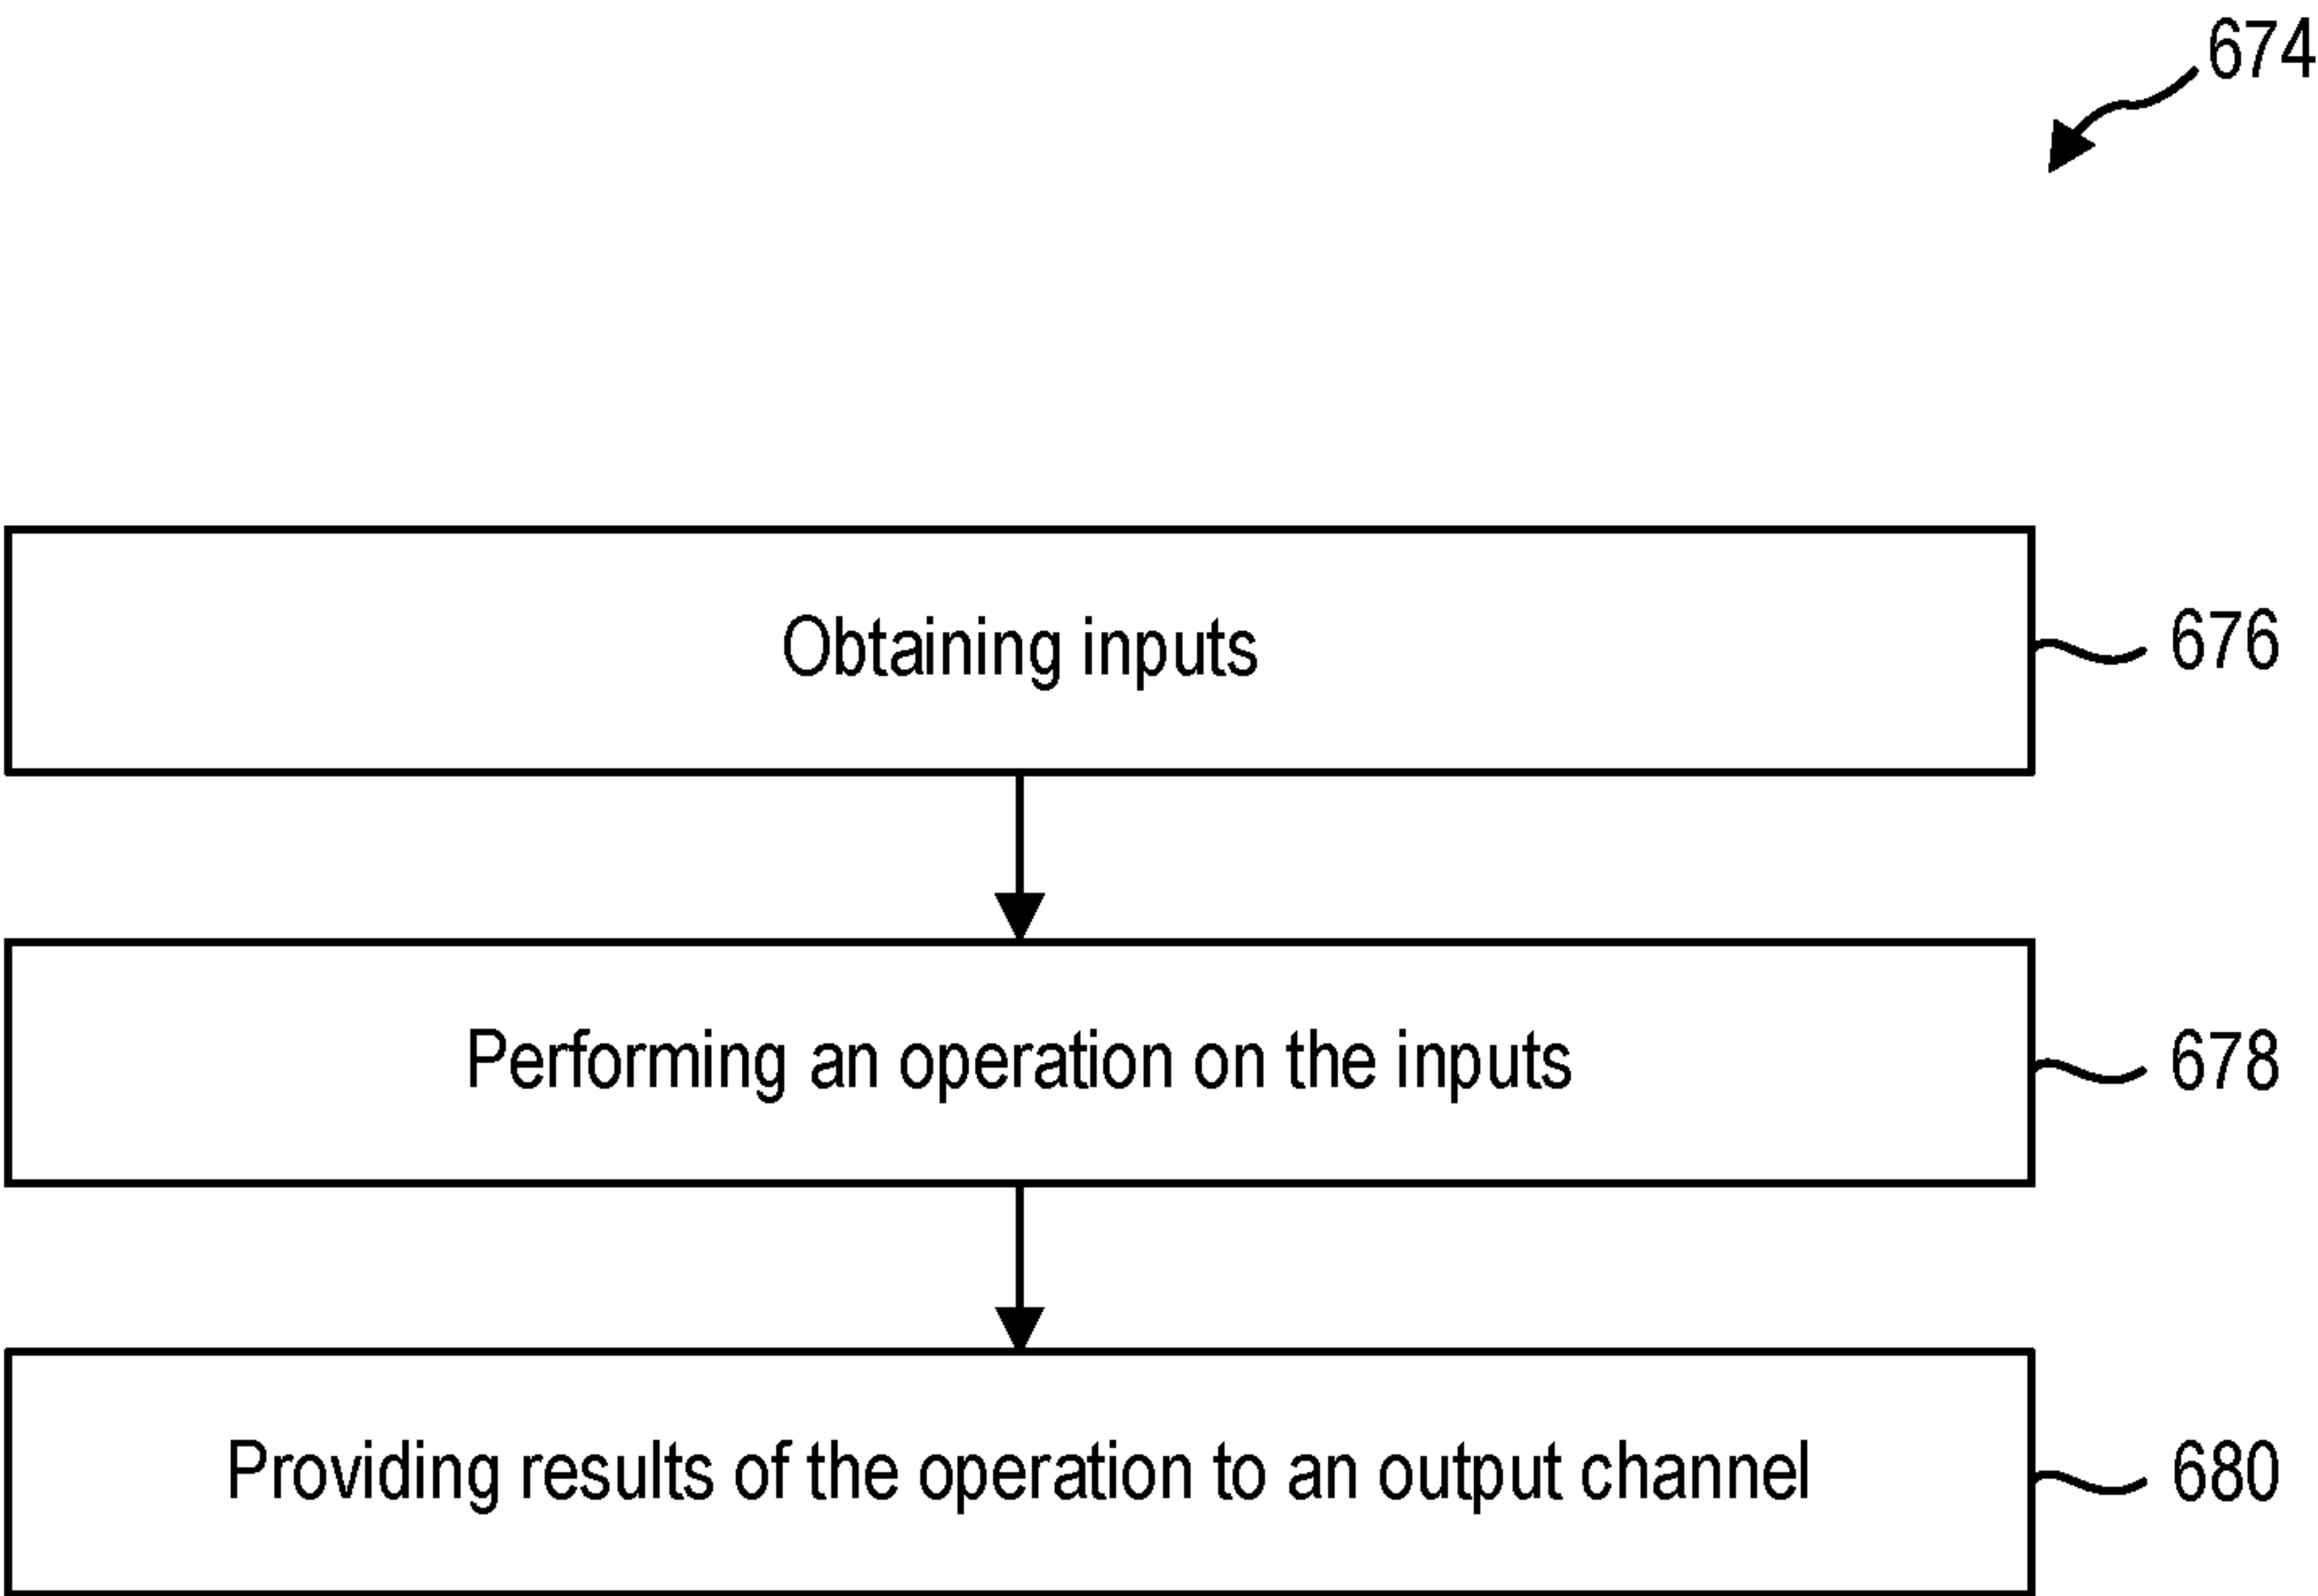 674
Obtaining inputs
676
Performing an operation on the inputs
678
Providing results of the operation to an output channel
680